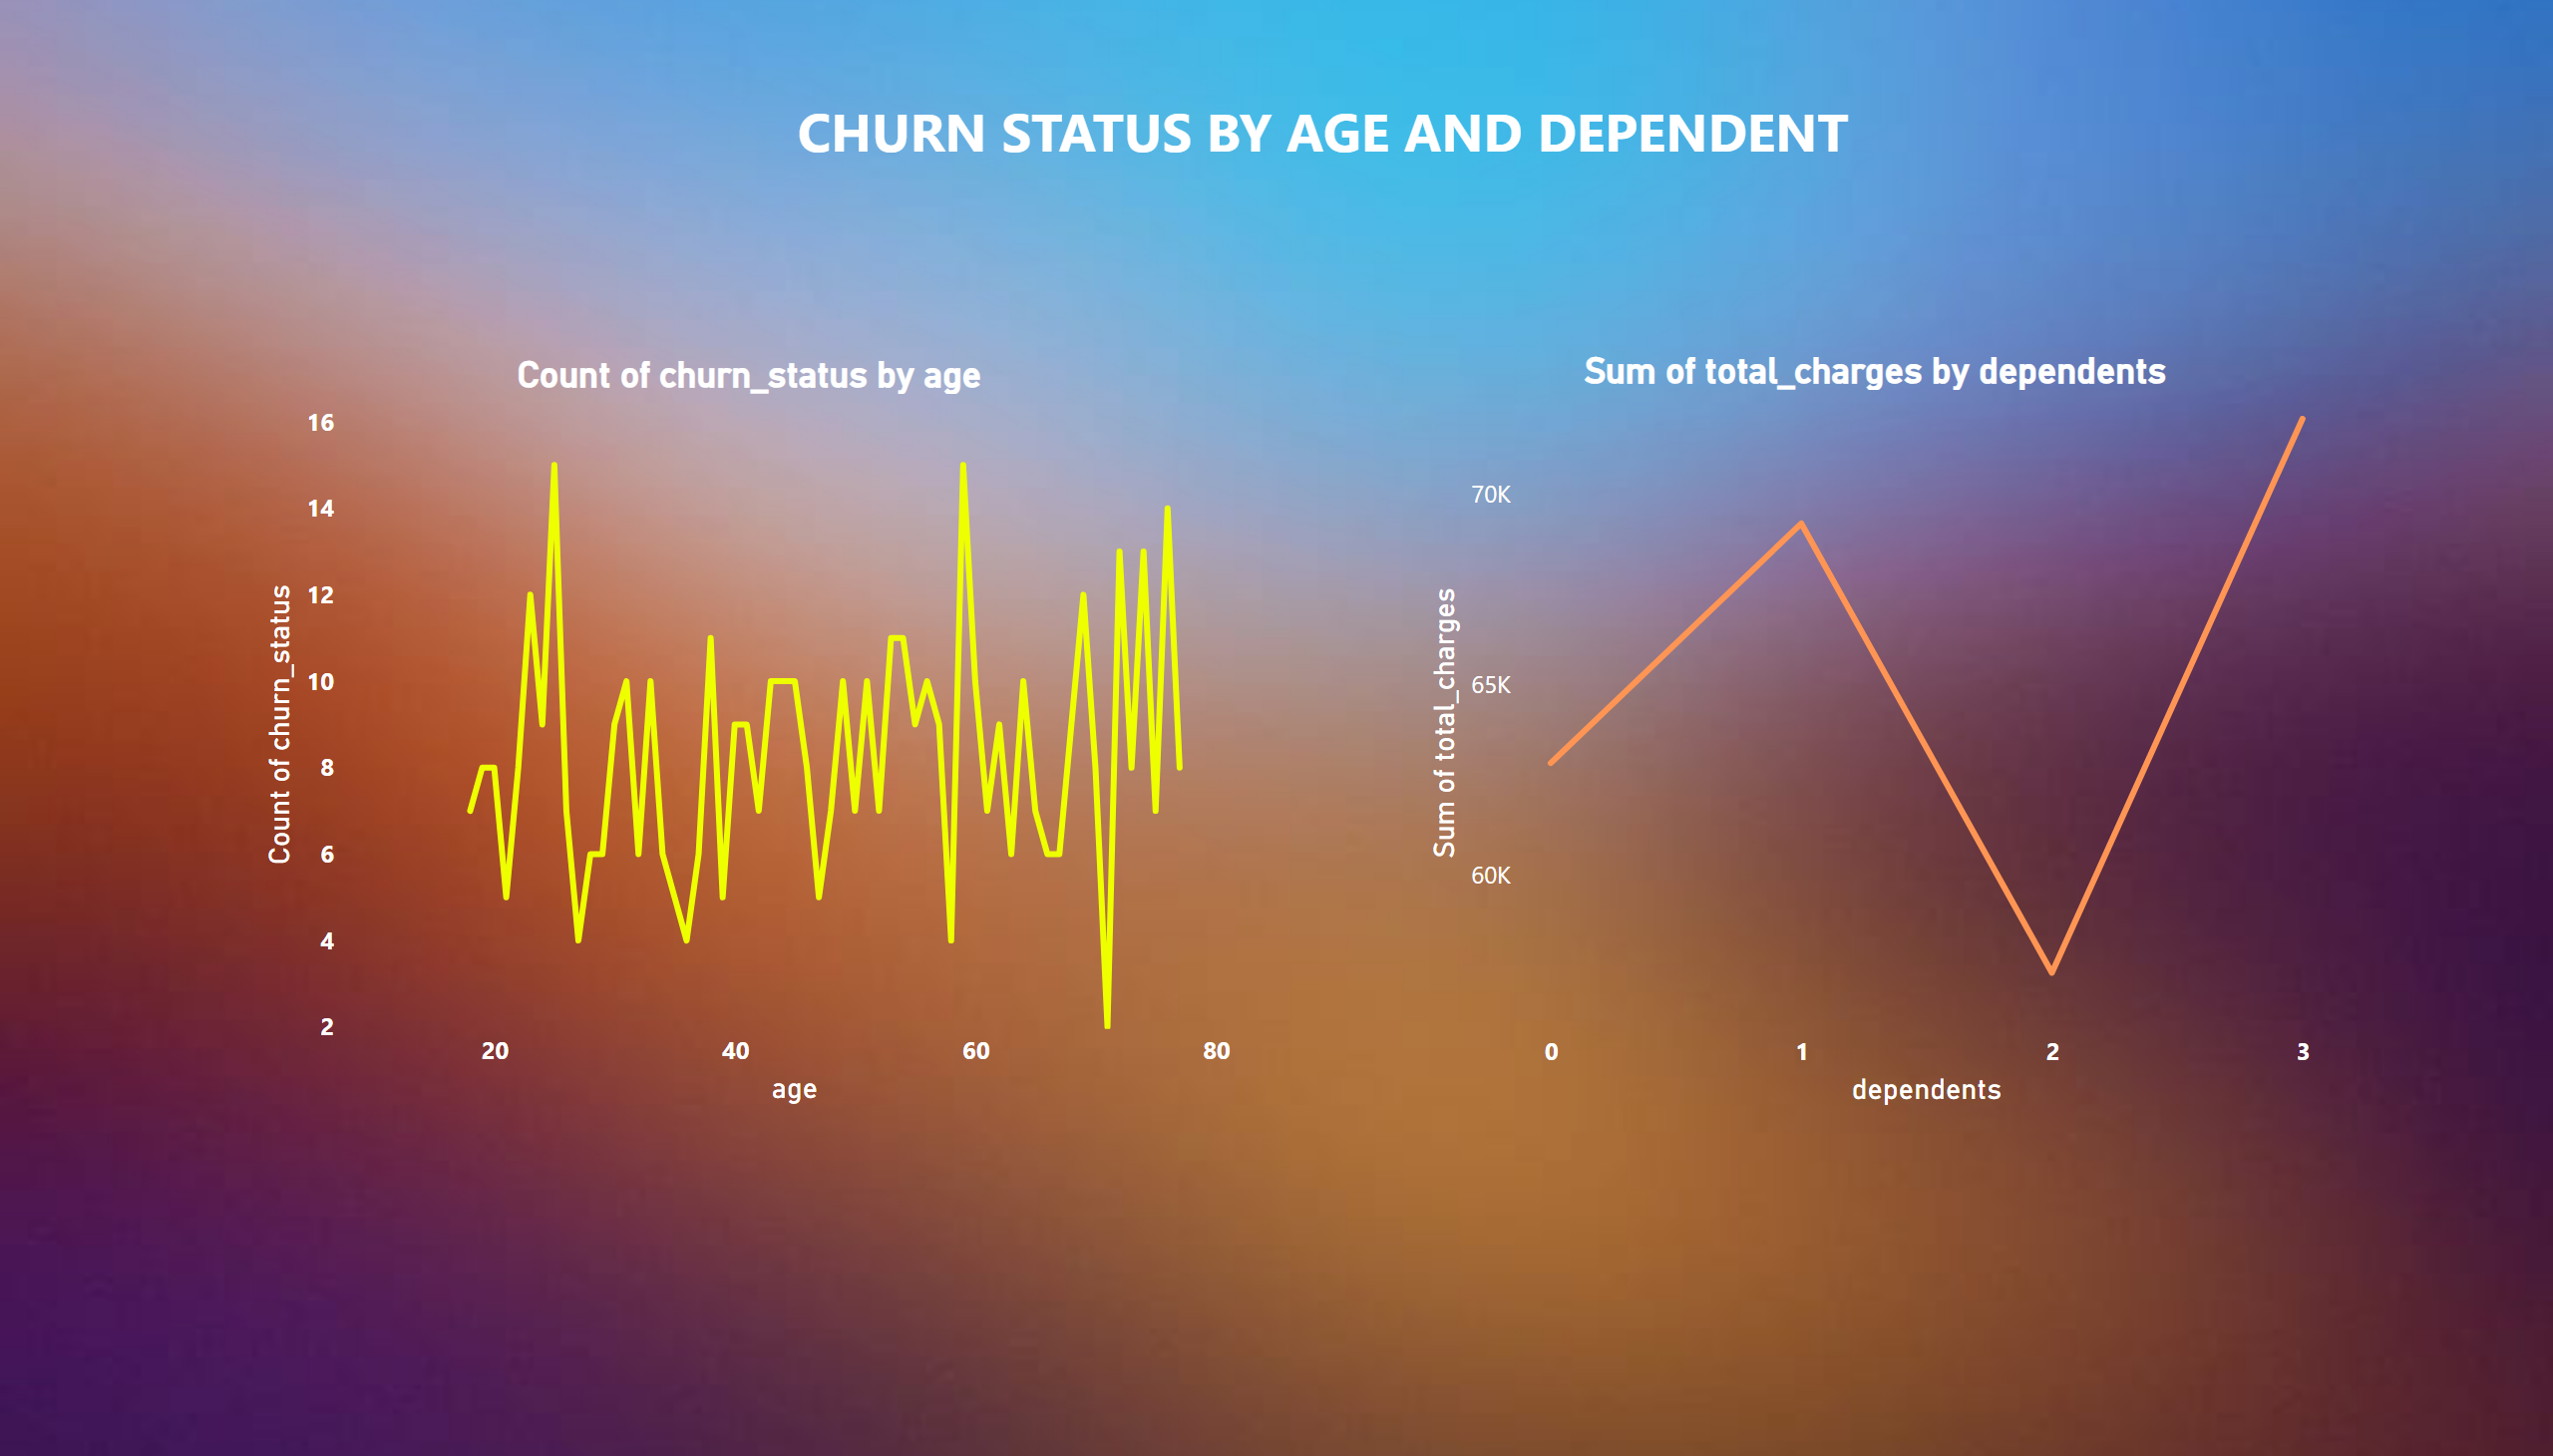 CHURN STATUS BY AGE AND DEPENDENT
Count of churn_status by age
Count of churn_status
16
14
12
10
8
6
4
2
20 40 60 80
age
Sum of total_charges by dependents
Sum of total_charges
70K
65K
60K
0 1 2 3
dependents